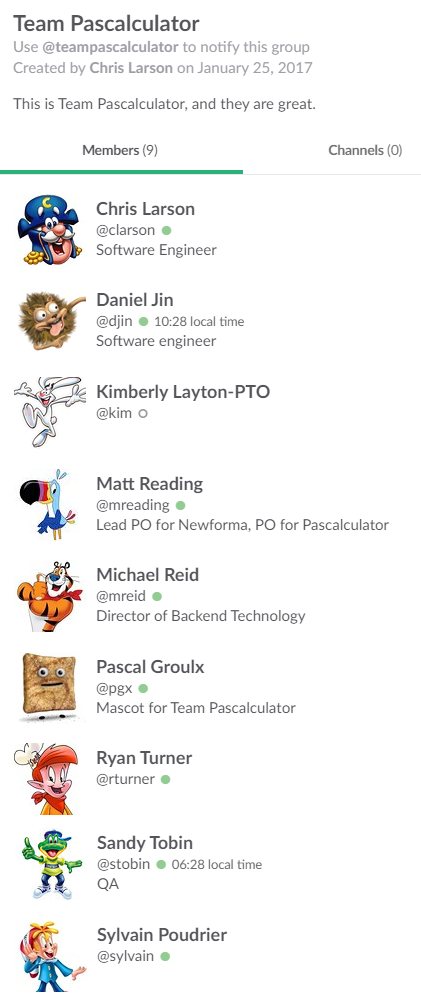 Team Pascalculator
Use @teampascalculator to notify this group
Created by Chris Larson on January 25, 2017
This is Team Pascalculator, and they are great.
Members (9) Channels (0)
Chris Larson
@clarson
Software Engineer
Daniel Jin
@djin 10:28 local time
Software engineer
Kimberly Layton-PTO
@kim
Matt Reading
@mreading
Lead PO for Newforma, PO for Pascalculator
Michael Reid
@mreid
Director of Backend Technology
Pascal Groulx
@pgx
Mascot for Team Pascalculator
Ryan Turner
@rturner
Sandy Tobin
@stobin 06:28 local time
QA
Sylvain Poudrier
@sylvain